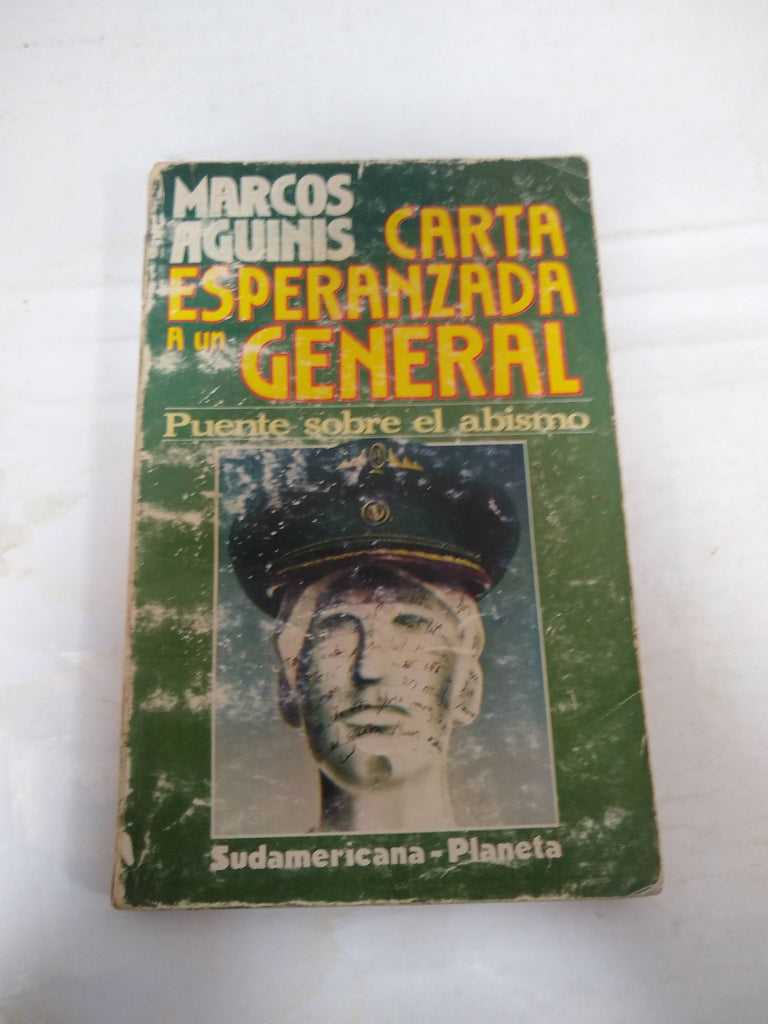 MARCOS
AGUINIS
CARTA
ESPERANZADA
A un GENERAL
Puente sobre el abismo
Sudamericana-Planeta